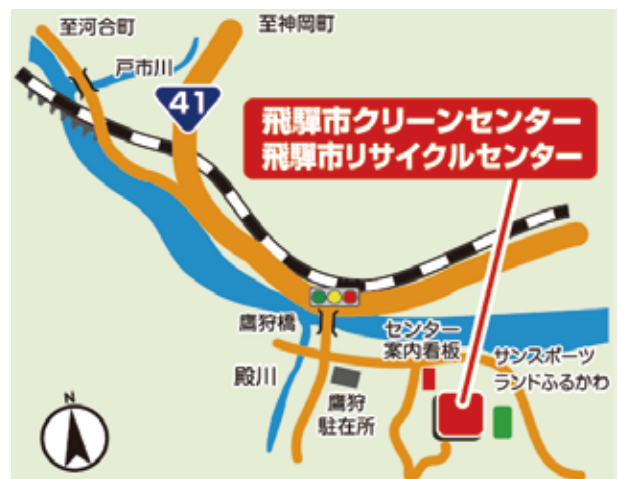 至河合町
至神岡町
戸市川
41
飛騨市クリーンセンター
飛騨市リサイクルセンター
鷹狩橋
センター
案内看板
サンスポーツ
ランドふるかわ
殿川
鷹狩
駐在所
N